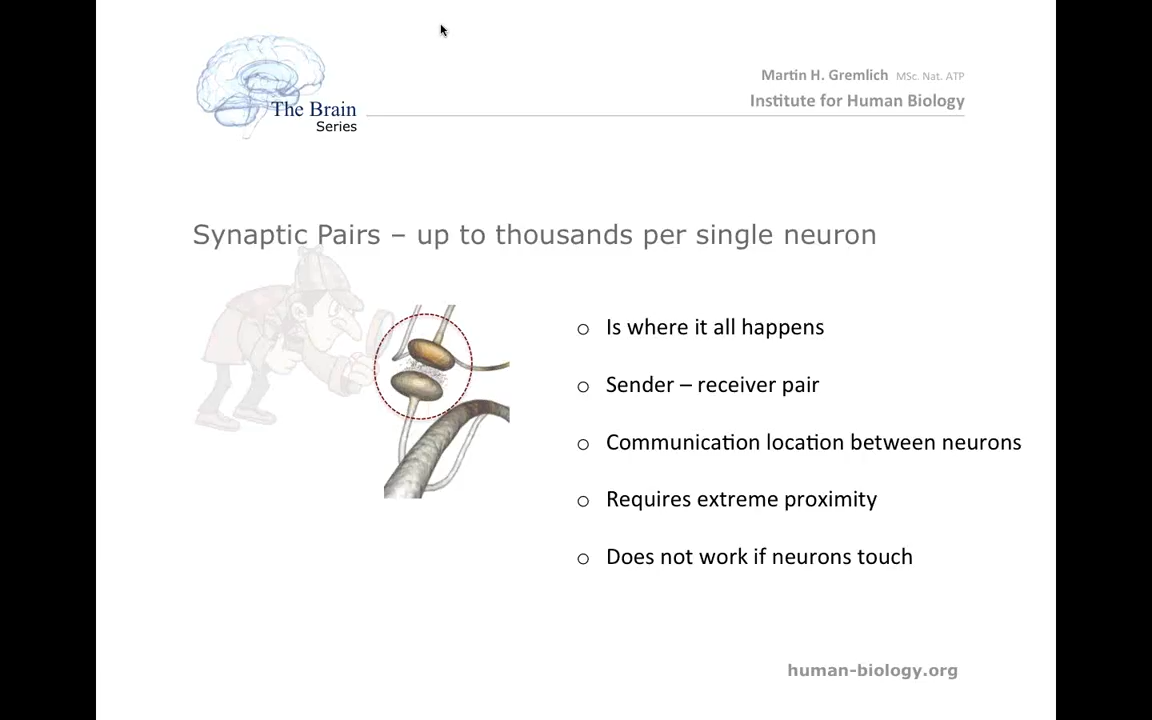 The Brain
Series
Martin H. Gremlich MSc. Nat. ATP
Institute for Human Biology
Synaptic Pairs – up to thousands per single neuron
o Is where it all happens
o Sender – receiver pair
o Communication location between neurons
o Requires extreme proximity
o Does not work if neurons touch
human-biology.org